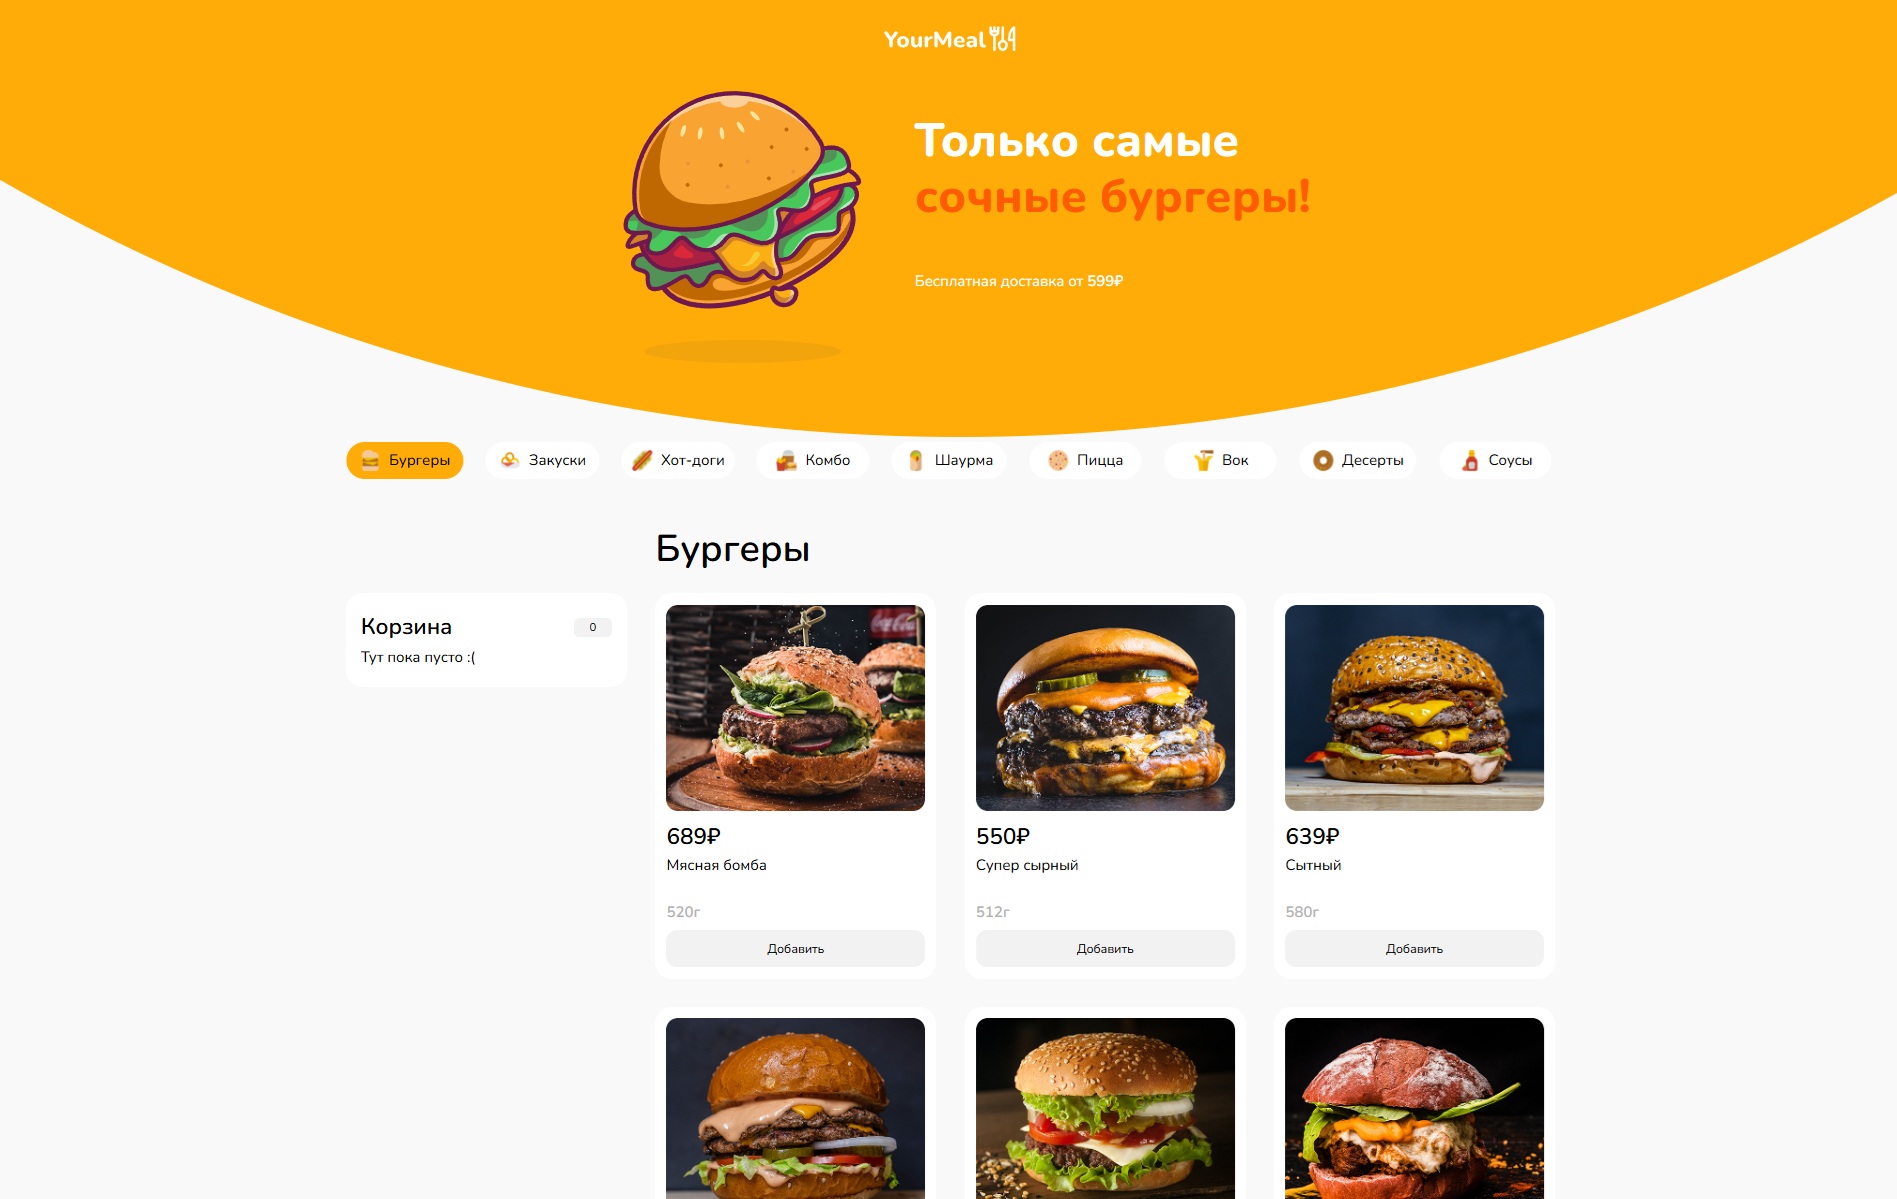 YourMeal
Только самые
сочные бургеры!
Бесплатная доставка от 599₽
Бургеры
Закуски
Хот-доги
Комбо
Шаурма
Пицца
Вок
Десерты
Соусы
Бургеры
Корзина
0
Тут пока пусто :(
Coca-Cola
689₽
Мясная бомба
520г
Добавить
550₽
Супер сырный
512г
Добавить
639₽
Сытный
580г
Добавить